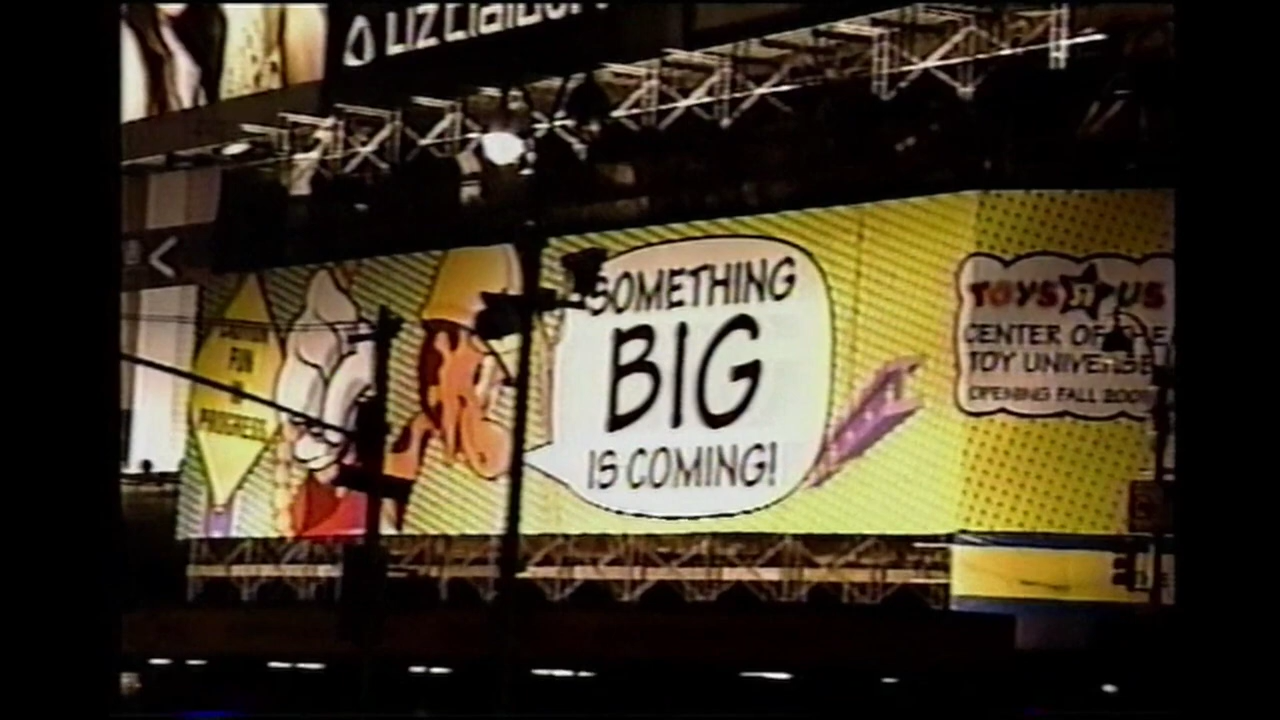 LIZ claiborne
CAUTION
FUN
IN
PROGRESS
SOMETHING
BIG
IS COMING!
TOYS R US
CENTER OF THE
TOY UNIVERSE
OPENING FALL 2001